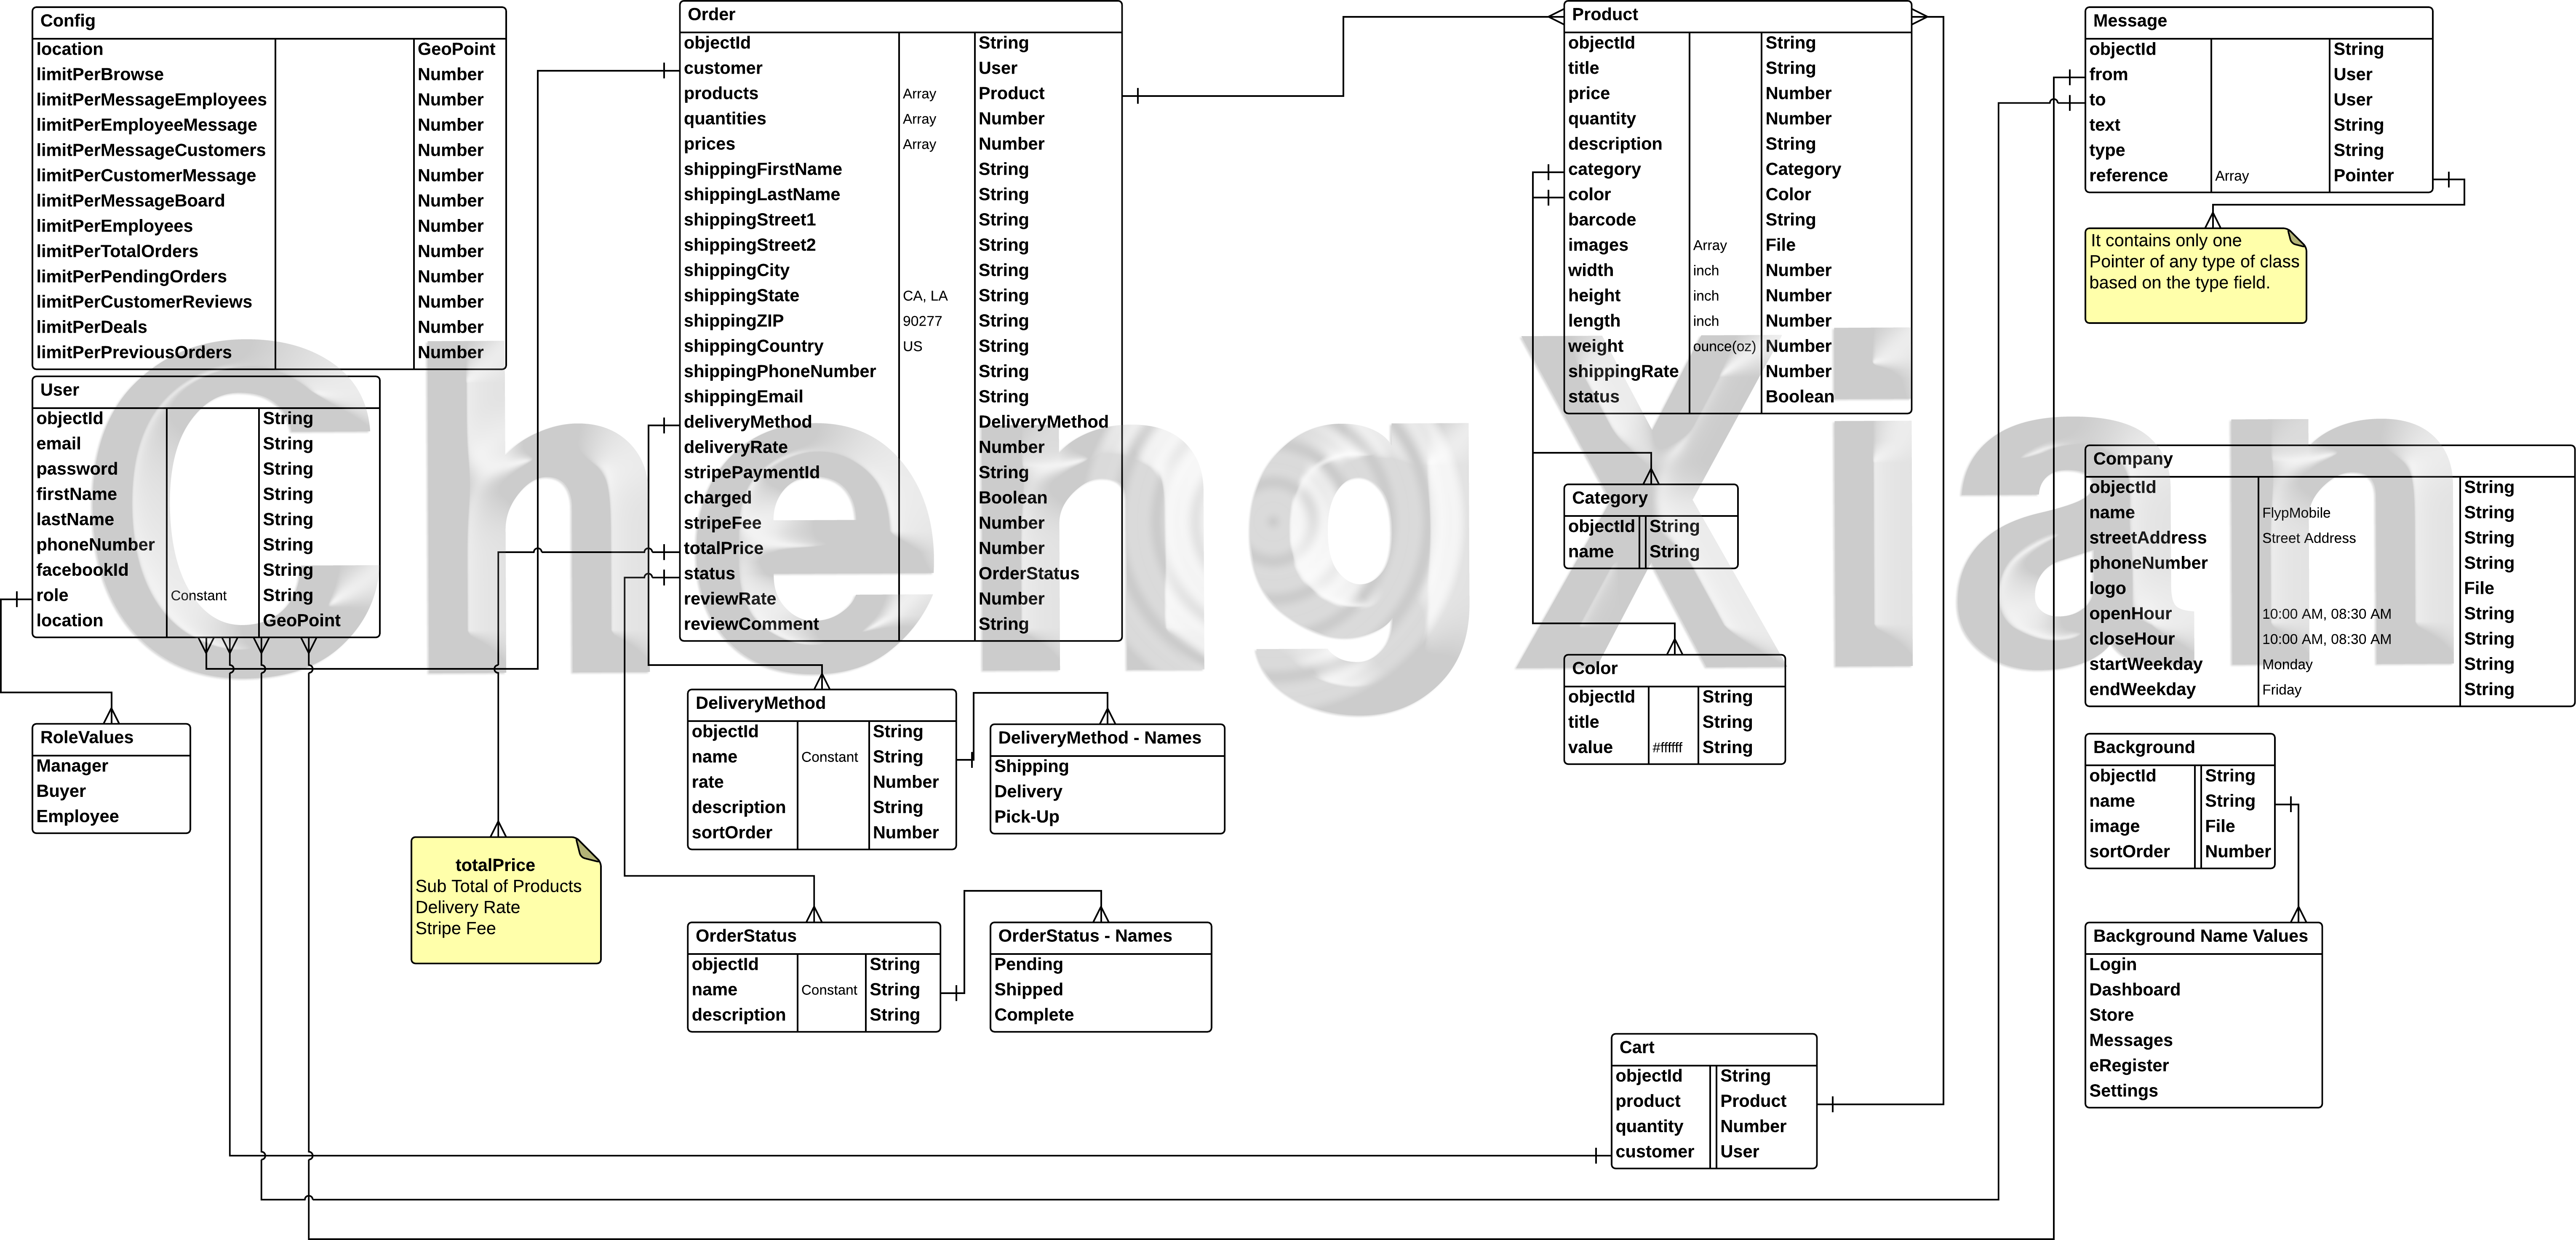 Config
location GeoPoint
limitPerBrowse Number
limitPerMessageEmployees Number
limitPerEmployeeMessage Number
limitPerMessageCustomers Number
limitPerCustomerMessage Number
limitPerMessageBoard Number
limitPerEmployees Number
limitPerTotalOrders Number
limitPerPendingOrders Number
limitPerCustomerReviews Number
limitPerDeals Number
limitPerPreviousOrders Number
User
objectId String
email String
password String
firstName String
lastName String
phoneNumber String
facebookId String
role Constant String
location GeoPoint
RoleValues
Manager
Buyer
Employee
totalPrice
Sub Total of Products
Delivery Rate
Stripe Fee
Order
objectId String
customer User
products Array Product
quantities Array Number
prices Array Number
shippingFirstName String
shippingLastName String
shippingStreet1 String
shippingStreet2 String
shippingCity String
shippingState CA, LA String
shippingZIP 90277 String
shippingCountry US String
shippingPhoneNumber String
shippingEmail String
deliveryMethod DeliveryMethod
deliveryRate Number
stripePaymentId String
charged Boolean
stripeFee Number
totalPrice Number
status OrderStatus
reviewRate Number
reviewComment String
DeliveryMethod
objectId String
name Constant String
rate Number
description String
sortOrder Number
DeliveryMethod - Names
Shipping
Delivery
Pick-Up
OrderStatus
objectId String
name Constant String
description String
OrderStatus - Names
Pending
Shipped
Complete
Product
objectId String
title String
price Number
quantity Number
description String
category Category
color Color
barcode String
images Array File
width inch Number
height inch Number
length inch Number
weight ounce(oz) Number
shippingRate Number
status Boolean
Category
objectId String
name String
Color
objectId String
title String
value #ffffff String
Cart
objectId String
product Product
quantity Number
customer User
Message
objectId String
from User
to User
text String
type String
reference Array Pointer
It contains only one
Pointer of any type of class
based on the type field.
Company
objectId String
name FlypMobile String
streetAddress Street Address String
phoneNumber String
logo File
openHour 10:00 AM, 08:30 AM String
closeHour 10:00 AM, 08:30 AM String
startWeekday Monday String
endWeekday Friday String
Background
objectId String
name String
image File
sortOrder Number
Background Name Values
Login
Dashboard
Store
Messages
eRegister
Settings
ChengXian